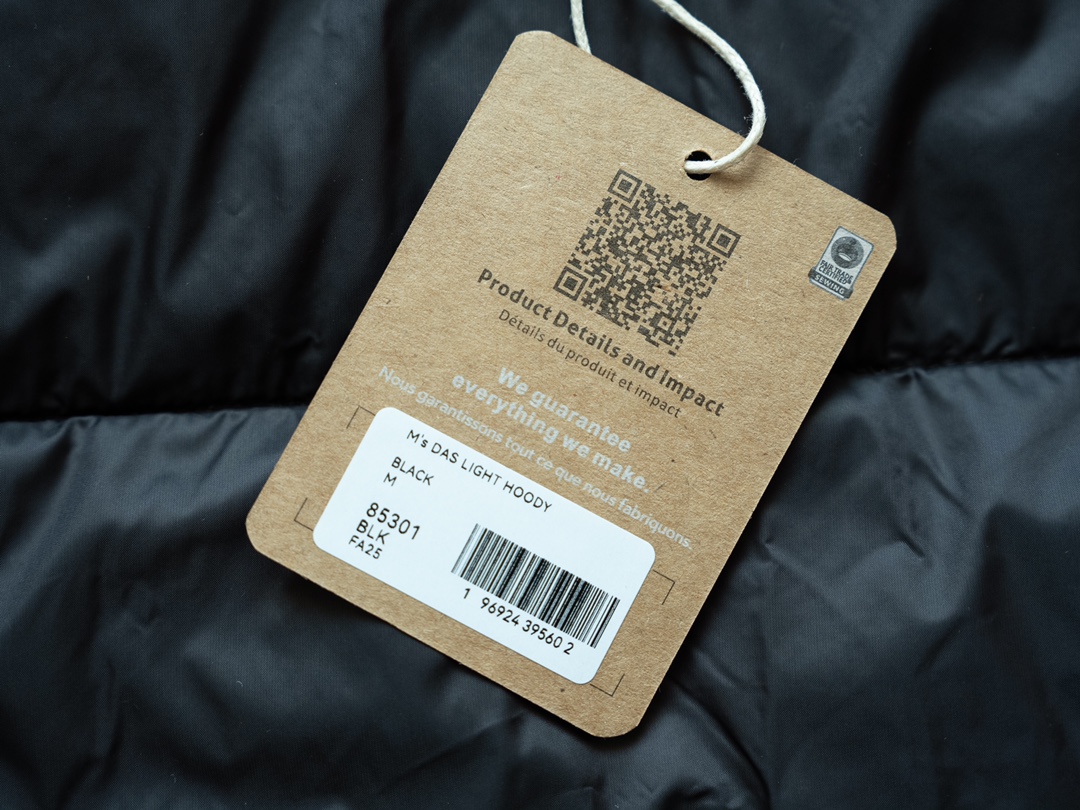 FAIR TRADE
CERTIFIED
SEWING
Product Details and Impact
Détails du produit et impact
We guarantee
everything we make.
Nous garantissons tout ce que nous fabriquons.
M's DAS LIGHT HOODY
BLACK
M
85301
BLK
FA25
1 96924 39560 2